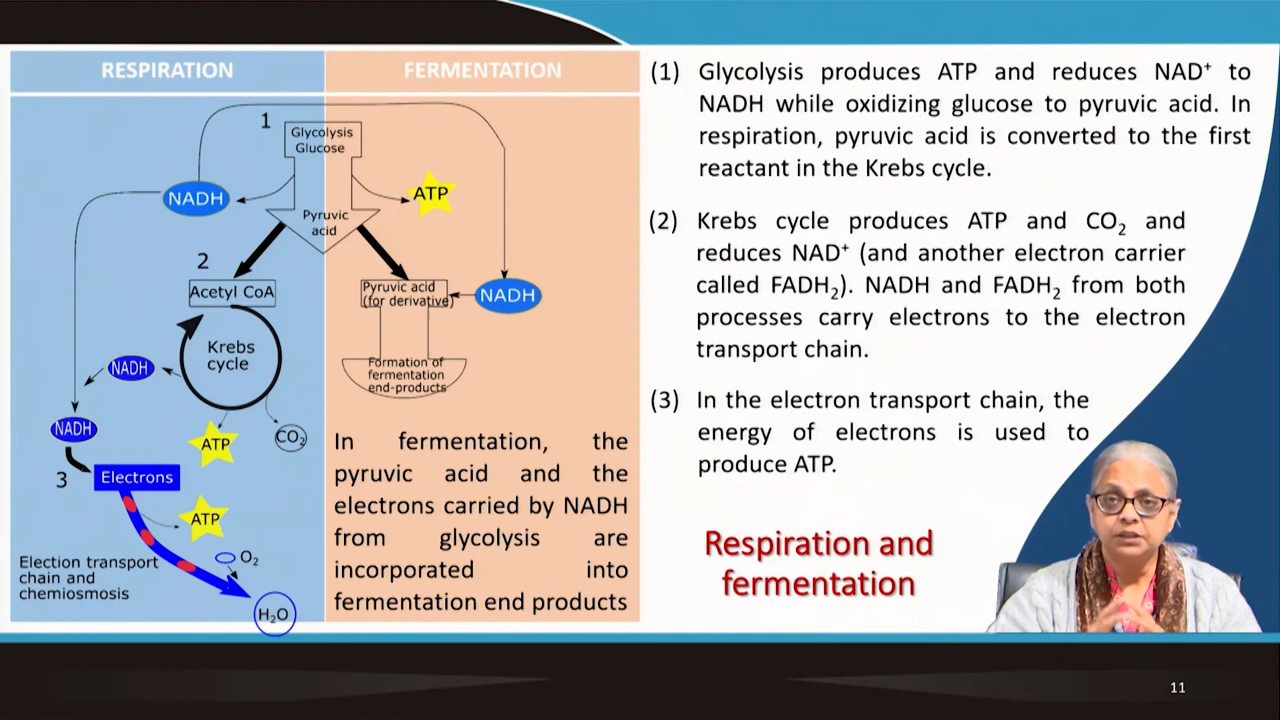 RESPIRATION
FERMENTATION
1
Glycolysis
Glucose
NADH
ATP
Pyruvic
acid
2
Acetyl CoA
Pyruvic acid
(for derivative)
NADH
Krebs
cycle
NADH
Formation of
fermentation
end-products
NADH
ATP
CO₂
3
Electrons
ATP
O₂
Election transport
chain and
chemiosmosis
H₂O
In fermentation, the
pyruvic acid and the
electrons carried by NADH
from glycolysis are
incorporated into
fermentation end products
(1) Glycolysis produces ATP and reduces NAD⁺ to
NADH while oxidizing glucose to pyruvic acid. In
respiration, pyruvic acid is converted to the first
reactant in the Krebs cycle.
(2) Krebs cycle produces ATP and CO₂ and
reduces NAD⁺ (and another electron carrier
called FADH₂). NADH and FADH₂ from both
processes carry electrons to the electron
transport chain.
(3) In the electron transport chain, the
energy of electrons is used to
produce ATP.
Respiration and
fermentation
11